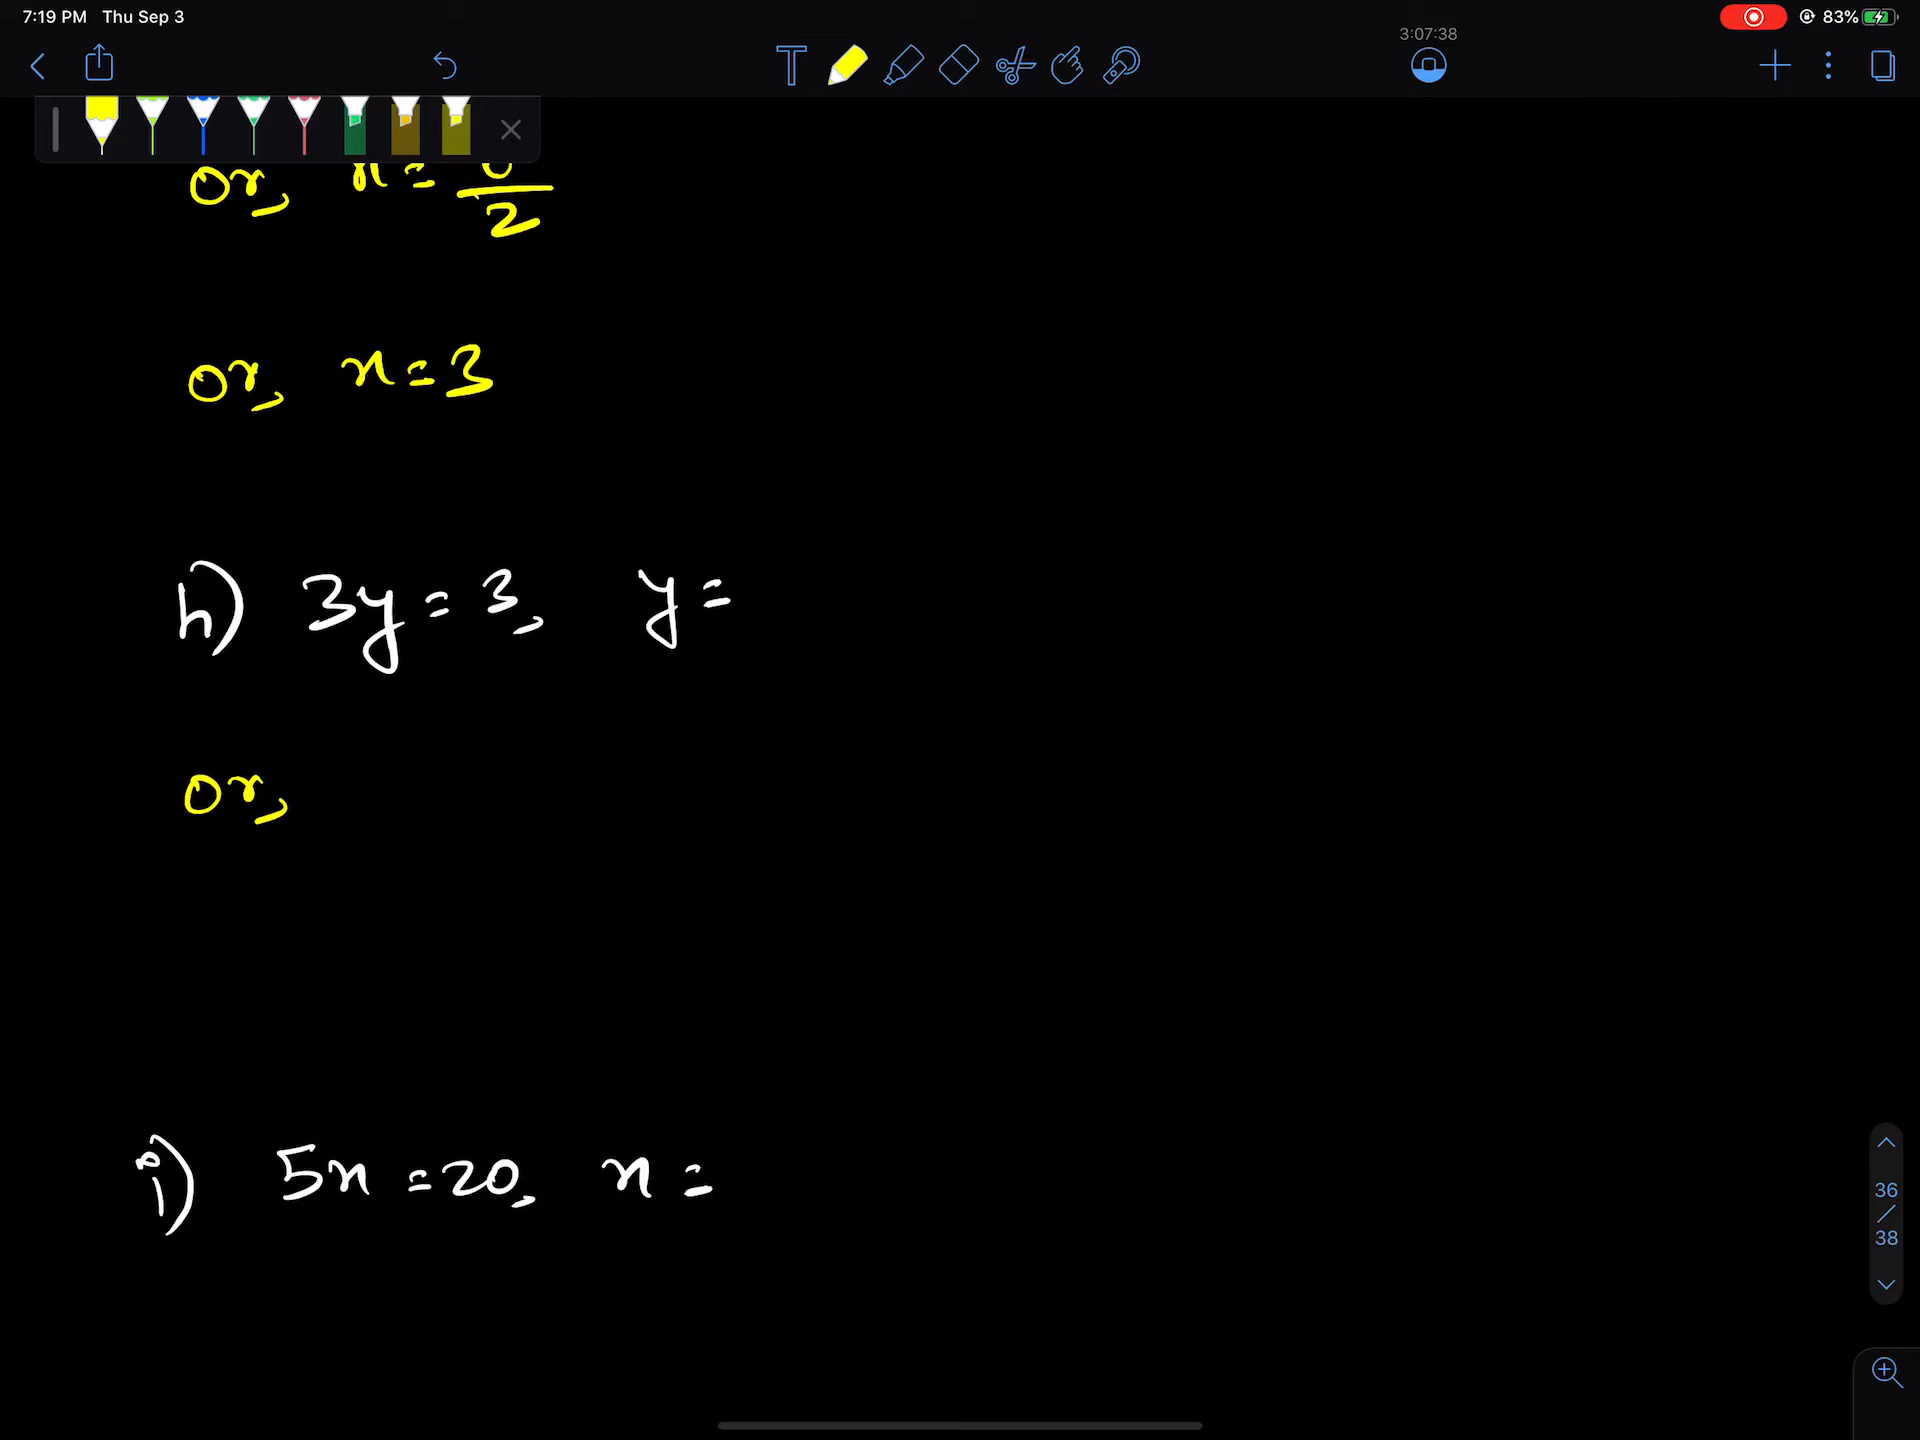 7:19 PM Thu Sep 3
83%
3:07:38
or, x =
2
or, x = 3
h) 3y = 3, y =
or,
i) 5x = 20, x =
36
/
38